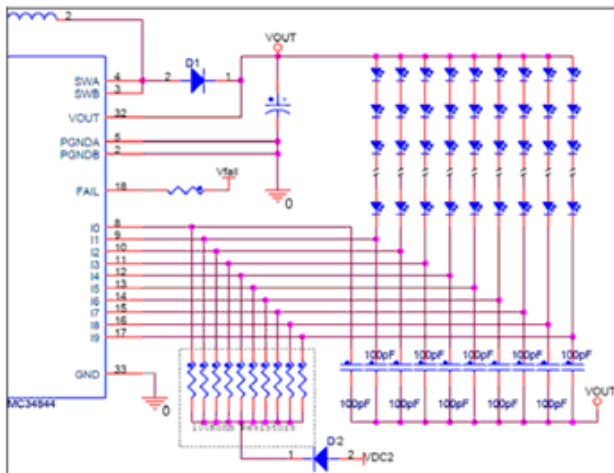 2
VOUT
D1
SWA 4 2 1
SWB 3
VOUT 32
PGNDA 5
PGNDB 2
Vfail
FAIL 18
0
I0 8
I1 9
I2 10
I3 11
I4 12
I5 13
I6 14
I7 15
I8 16
I9 17
100pF 100pF 100pF 100pF 100pF
GND 33
VOUT
100pF 100pF 100pF 100pF 100pF
MC34844
0
Resistors
D2
1 2 VDC2